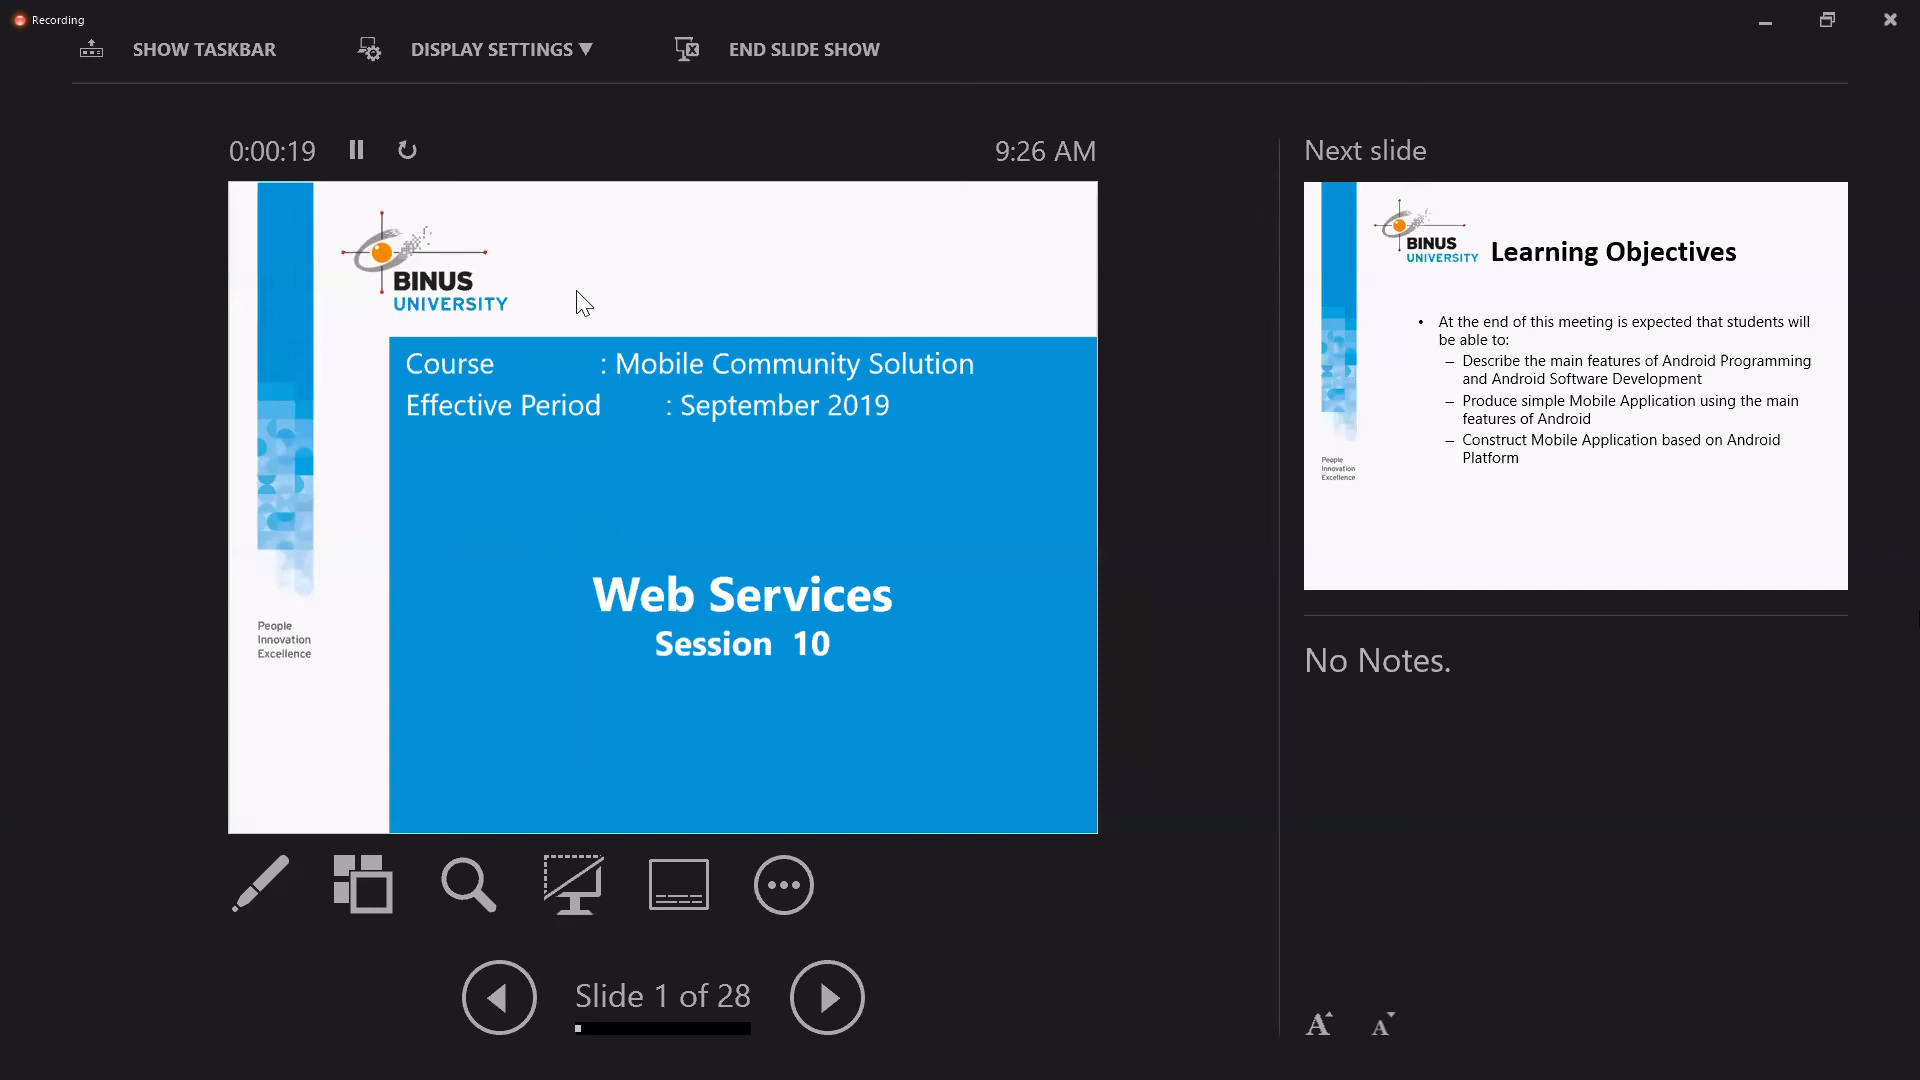 Recording
SHOW TASKBAR
DISPLAY SETTINGS ▼
END SLIDE SHOW
0:00:19
9:26 AM
BINUS
UNIVERSITY
Course : Mobile Community Solution
Effective Period : September 2019
Web Services
Session 10
People
Innovation
Excellence
Slide 1 of 28
Next slide
BINUS
UNIVERSITY
Learning Objectives
• At the end of this meeting is expected that students will
be able to:
– Describe the main features of Android Programming
and Android Software Development
– Produce simple Mobile Application using the main
features of Android
– Construct Mobile Application based on Android
Platform
People
Innovation
Excellence
No Notes.
A A